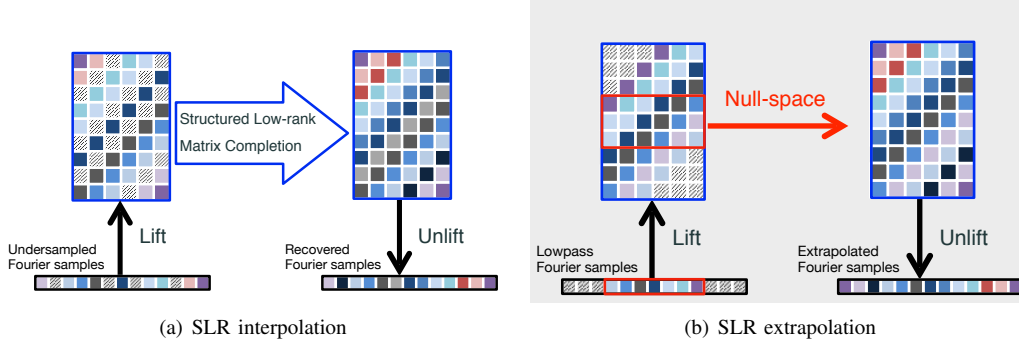 Structured Low-rank
Matrix Completion
Lift
Undersampled
Fourier samples
Unlift
Recovered
Fourier samples
(a) SLR interpolation
Null-space
Lift
Lowpass
Fourier samples
Unlift
Extrapolated
Fourier samples
(b) SLR extrapolation